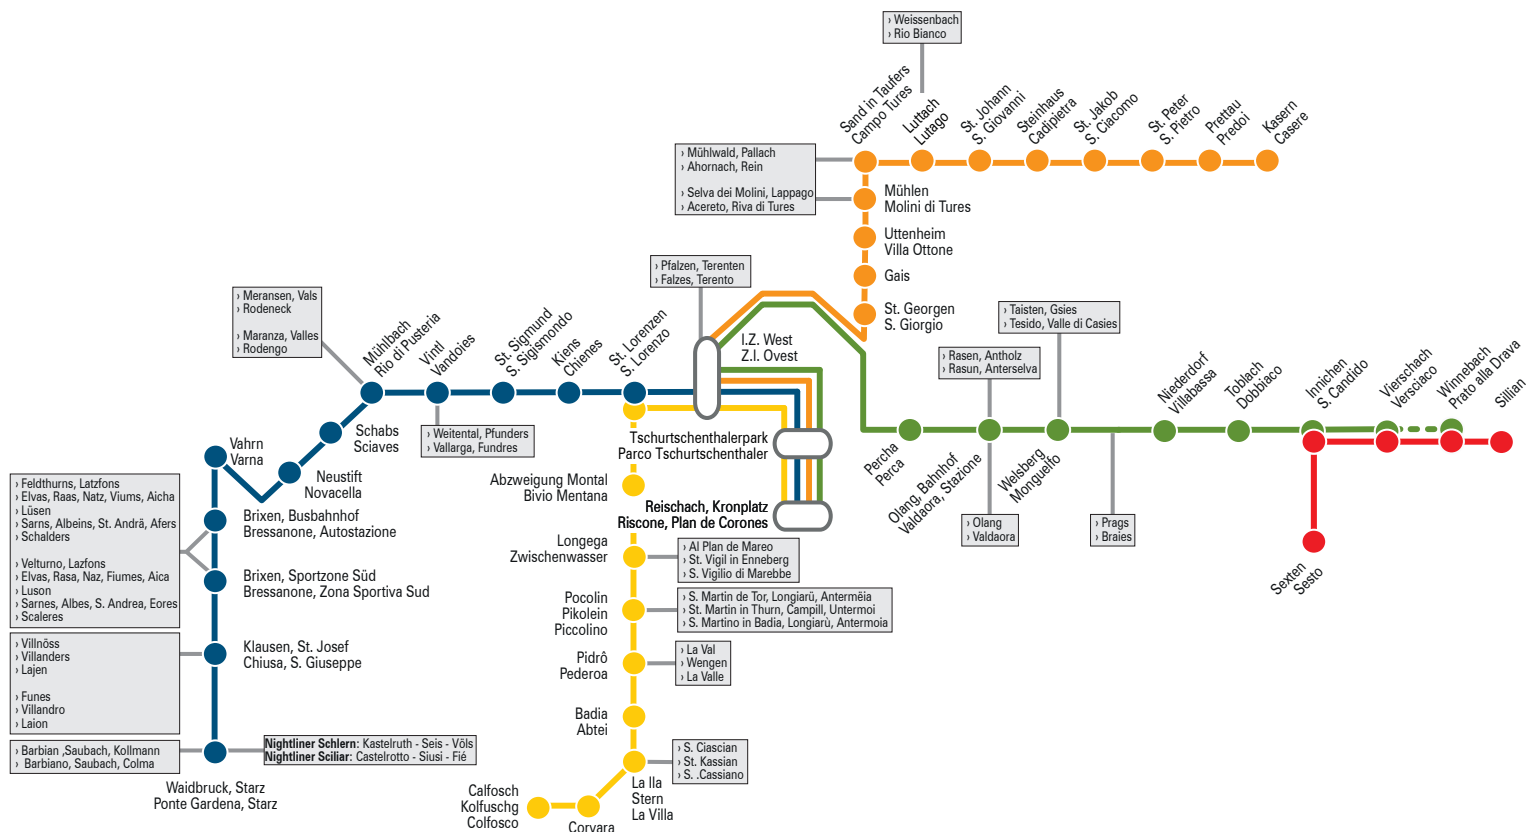 › Weissenbach
› Rio Bianco
Sand in Taufers
Campo Tures
Luttach
Lutago
St. Johann
S. Giovanni
Steinhaus
Cadipietra
St. Jakob
S. Ciacomo
St. Peter
S. Pietro
Prettau
Predoi
Kasern
Casere
› Mühlwald, Pallach
› Ahornach, Rein
› Selva dei Molini, Lappago
› Acereto, Riva di Tures
Mühlen
Molini di Tures
Uttenheim
Villa Ottone
Gais
St. Georgen
S. Giorgio
› Pfalzen, Terenten
› Falzes, Terento
› Meransen, Vals
› Rodeneck
› Maranza, Valles
› Rodengo
Mühlbach
Rio di Pusteria
Vintl
Vandoies
St. Sigmund
S. Sigismondo
Kiens
Chienes
St. Lorenzen
S. Lorenzo
I.Z. West
Z.I. Ovest
› Taisten, Gsies
› Tesido, Valle di Casies
› Rasen, Antholz
› Rasun, Anterselva
Niederdorf
Villabassa
Toblach
Dobbiaco
Innichen
S. Candido
Vierschach
Versciaco
Winnebach
Prato alla Drava
Sillian
Percha
Perca
Olang, Bahnhof
Valdaora, Stazione
Welsberg
Monguelfo
› Olang
› Valdaora
› Prags
› Braies
Sexten
Sesto
› Weitental, Pfunders
› Vallarga, Fundres
Schabs
Sciaves
Vahrn
Varna
Neustift
Novacella
Tschurtschenthalerpark
Parco Tschurtschenthaler
Abzweigung Montal
Bivio Mentana
Reischach, Kronplatz
Riscone, Plan de Corones
› Feldthurns, Latzfons
› Elvas, Raas, Natz, Viums, Aicha
› Lüsen
› Sarns, Albeins, St. Andrä, Afers
› Schalders
› Velturno, Lazfons
› Elvas, Rasa, Naz, Fiumes, Aica
› Luson
› Sarnes, Albes, S. Andrea, Eores
› Scaleres
Brixen, Busbahnhof
Bressanone, Autostazione
Brixen, Sportzone Süd
Bressanone, Zona Sportiva Sud
› Villnöss
› Villanders
› Lajen
› Funes
› Villandro
› Laion
Klausen, St. Josef
Chiusa, S. Giuseppe
› Barbian ,Saubach, Kollmann
› Barbiano, Saubach, Colma
Nightliner Schlern: Kastelruth - Seis - Völs
Nightliner Sciliar: Castelrotto - Siusi - Fié
Waidbruck, Starz
Ponte Gardena, Starz
Longega
Zwischenwasser
› Al Plan de Mareo
› St. Vigil in Enneberg
› S. Vigilio di Marebbe
Pocolin
Pikolein
Piccolino
› S. Martin de Tor, Longiarü, Antermëia
› St. Martin in Thurn, Campill, Untermoi
› S. Martino in Badia, Longiarù, Antermoia
Pidrô
Pederoa
› La Val
› Wengen
› La Valle
Badia
Abtei
› S. Ciascian
› St. Kassian
› S. .Cassiano
La Ila
Stern
La Villa
Calfosch
Kolfuschg
Colfosco
Corvara